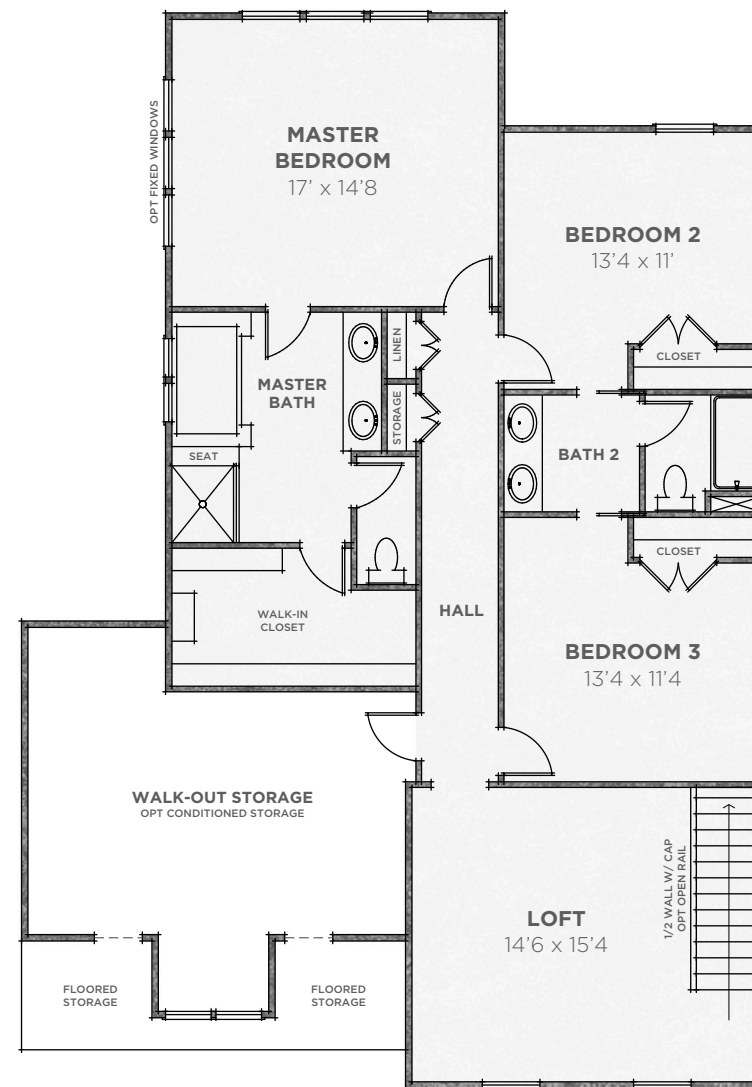 MASTER
BEDROOM
17' x 14'8
OPT FIXED WINDOWS
BEDROOM 2
13'4 x 11'
CLOSET
LINEN
MASTER
BATH
STORAGE
SEAT
BATH 2
CLOSET
WALK-IN
CLOSET
HALL
BEDROOM 3
13'4 x 11'4
WALK-OUT STORAGE
OPT CONDITIONED STORAGE
1/2 WALL W/ CAP
OPT OPEN RAIL
LOFT
14'6 x 15'4
FLOORED
STORAGE
FLOORED
STORAGE